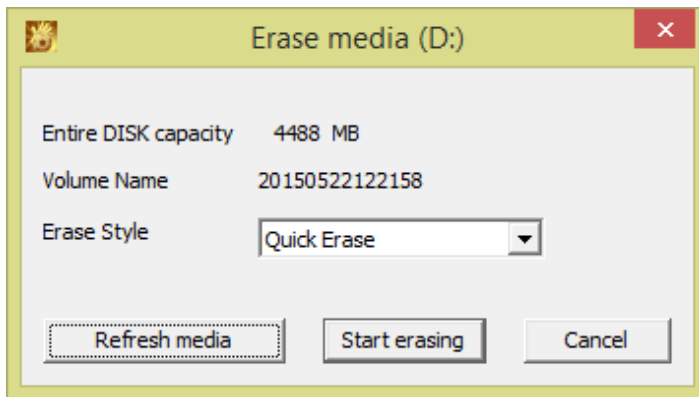 Erase media (D:)
Entire DISK capacity 4488 MB
Volume Name 20150522122158
Erase Style Quick Erase
Refresh media Start erasing Cancel